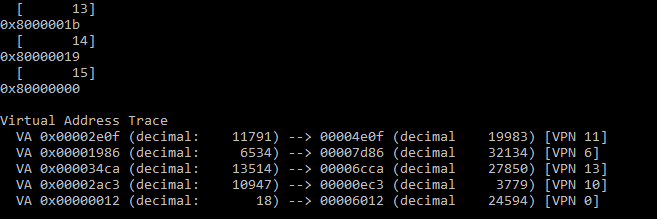 [ 13]
0x8000001b
[ 14]
0x80000019
[ 15]
0x80000000
Virtual Address Trace
VA 0x00002e0f (decimal: 11791) --> 00004e0f (decimal 19983) [VPN 11]
VA 0x00001986 (decimal: 6534) --> 00007d86 (decimal 32134) [VPN 6]
VA 0x000034ca (decimal: 13514) --> 00006cca (decimal 27850) [VPN 13]
VA 0x00002ac3 (decimal: 10947) --> 00000ec3 (decimal 3779) [VPN 10]
VA 0x00000012 (decimal: 18) --> 00006012 (decimal 24594) [VPN 0]